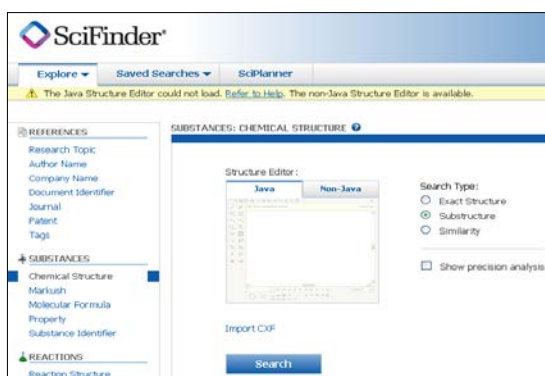 SciFinder®
Explore Saved Searches SciPlanner
The Java Structure Editor could not load. Refer to Help. The non-Java Structure Editor is available.
REFERENCES
Research Topic
Author Name
Company Name
Document Identifier
Journal
Patent
Tags
SUBSTANCES
Chemical Structure
Markush
Molecular Formula
Property
Substance Identifier
REACTIONS
Reaction Structure
SUBSTANCES: CHEMICAL STRUCTURE
Structure Editor:
Java Non-Java
Import CXF
Search
Search Type:
Exact Structure
Substructure
Similarity
Show precision analysis